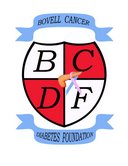 BOVELL CANCER
B C
D F
DIABETES FOUNDATION